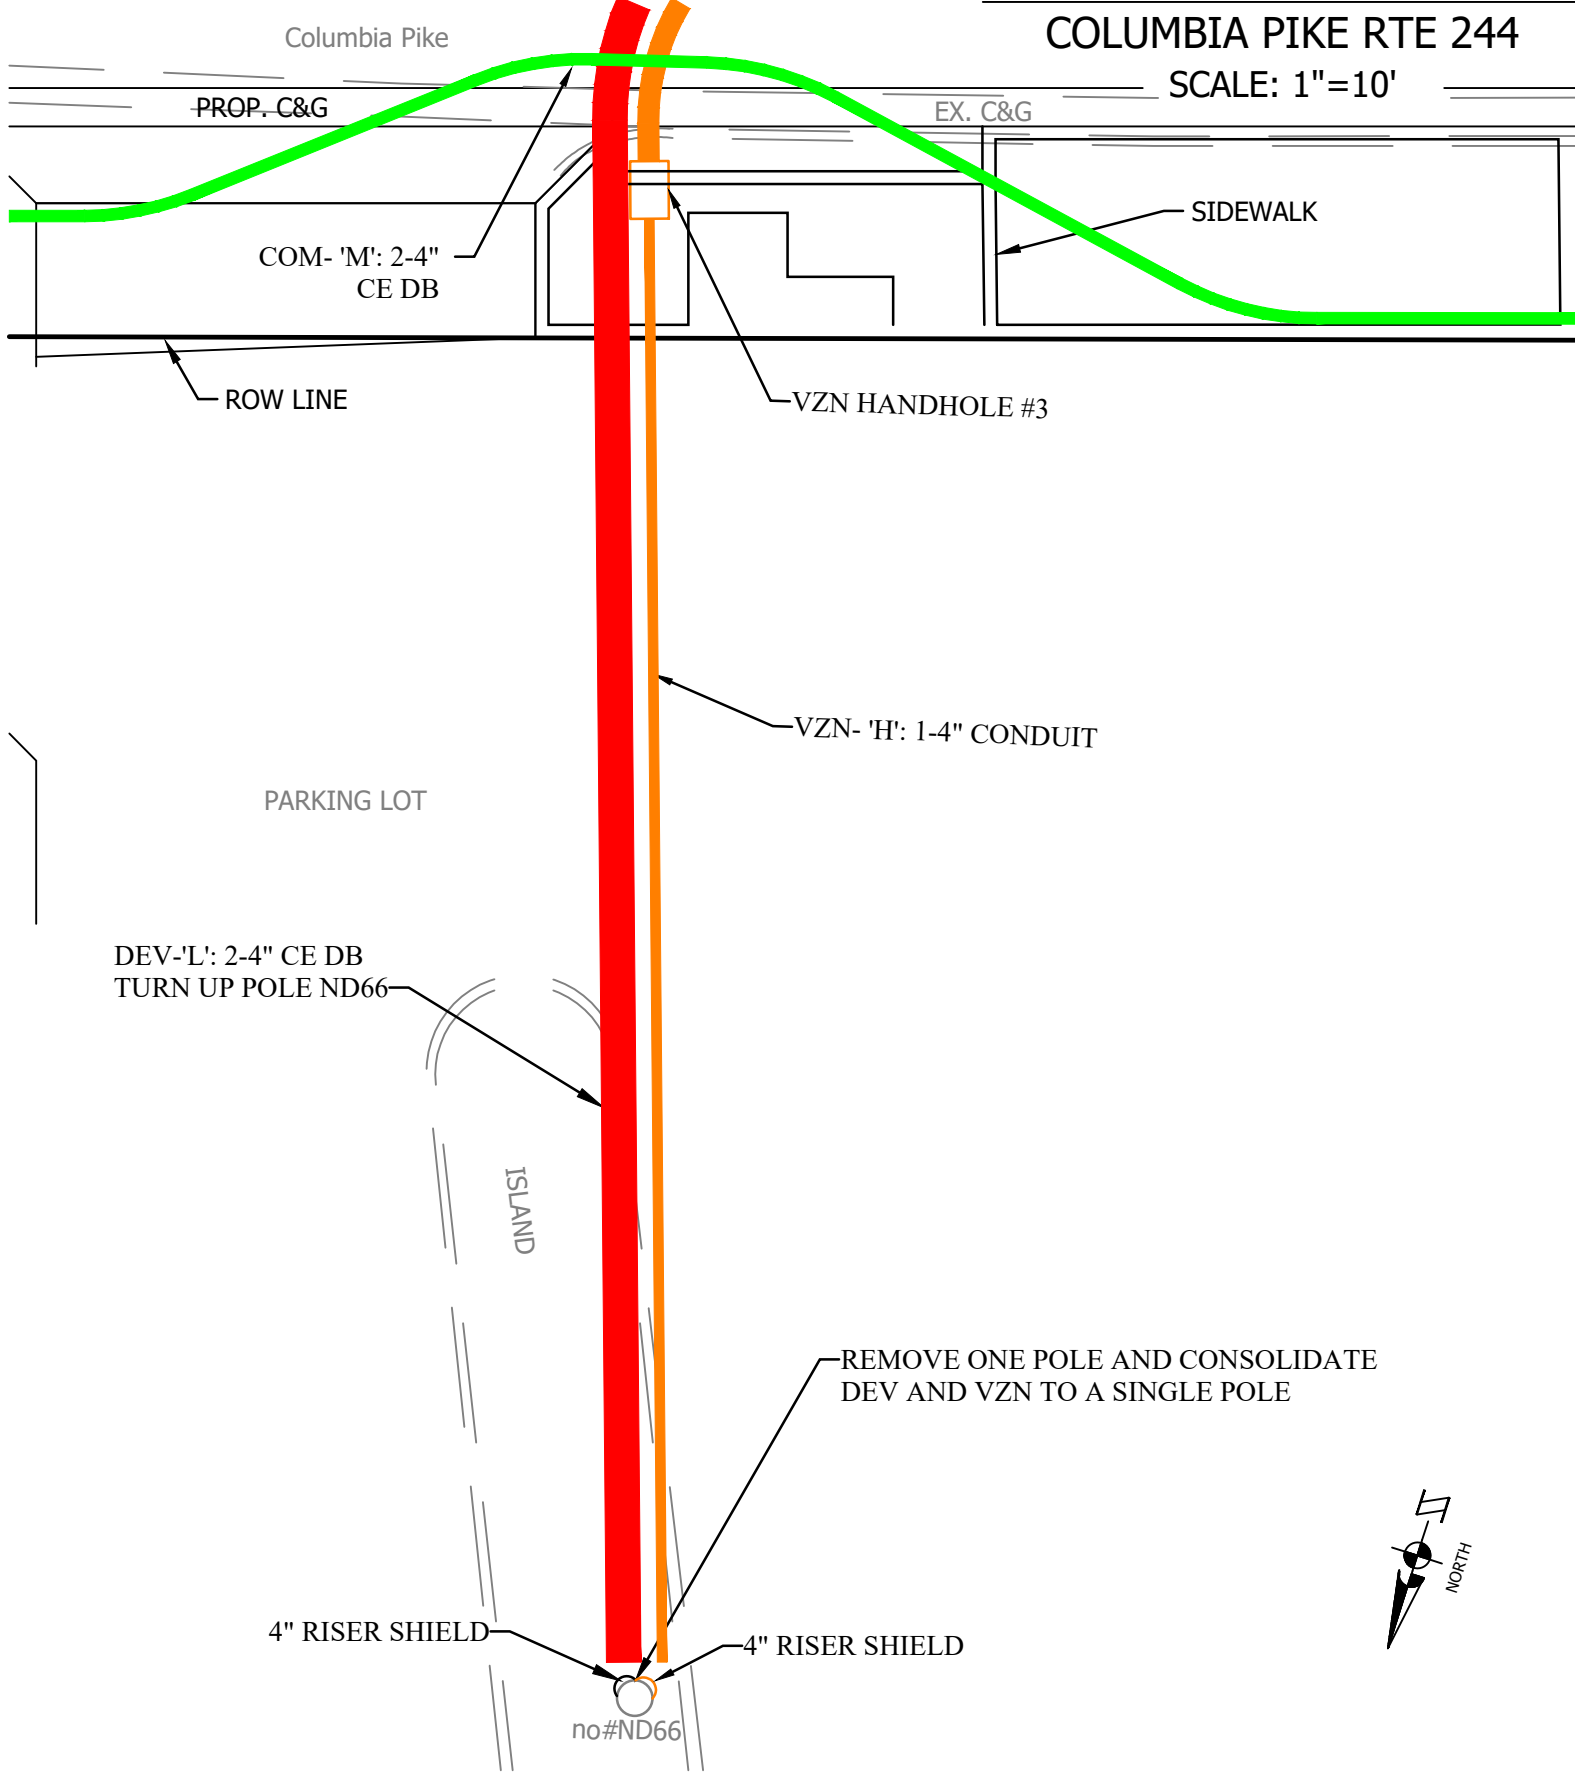 COLUMBIA PIKE RTE 244
SCALE: 1"=10'
Columbia Pike
PROP. C&G
EX. C&G
SIDEWALK
COM- 'M': 2-4"
CE DB
ROW LINE
VZN HANDHOLE #3
VZN- 'H': 1-4" CONDUIT
PARKING LOT
DEV-'L': 2-4" CE DB
TURN UP POLE ND66
ISLAND
REMOVE ONE POLE AND CONSOLIDATE
DEV AND VZN TO A SINGLE POLE
NORTH
4" RISER SHIELD
4" RISER SHIELD
no#ND66